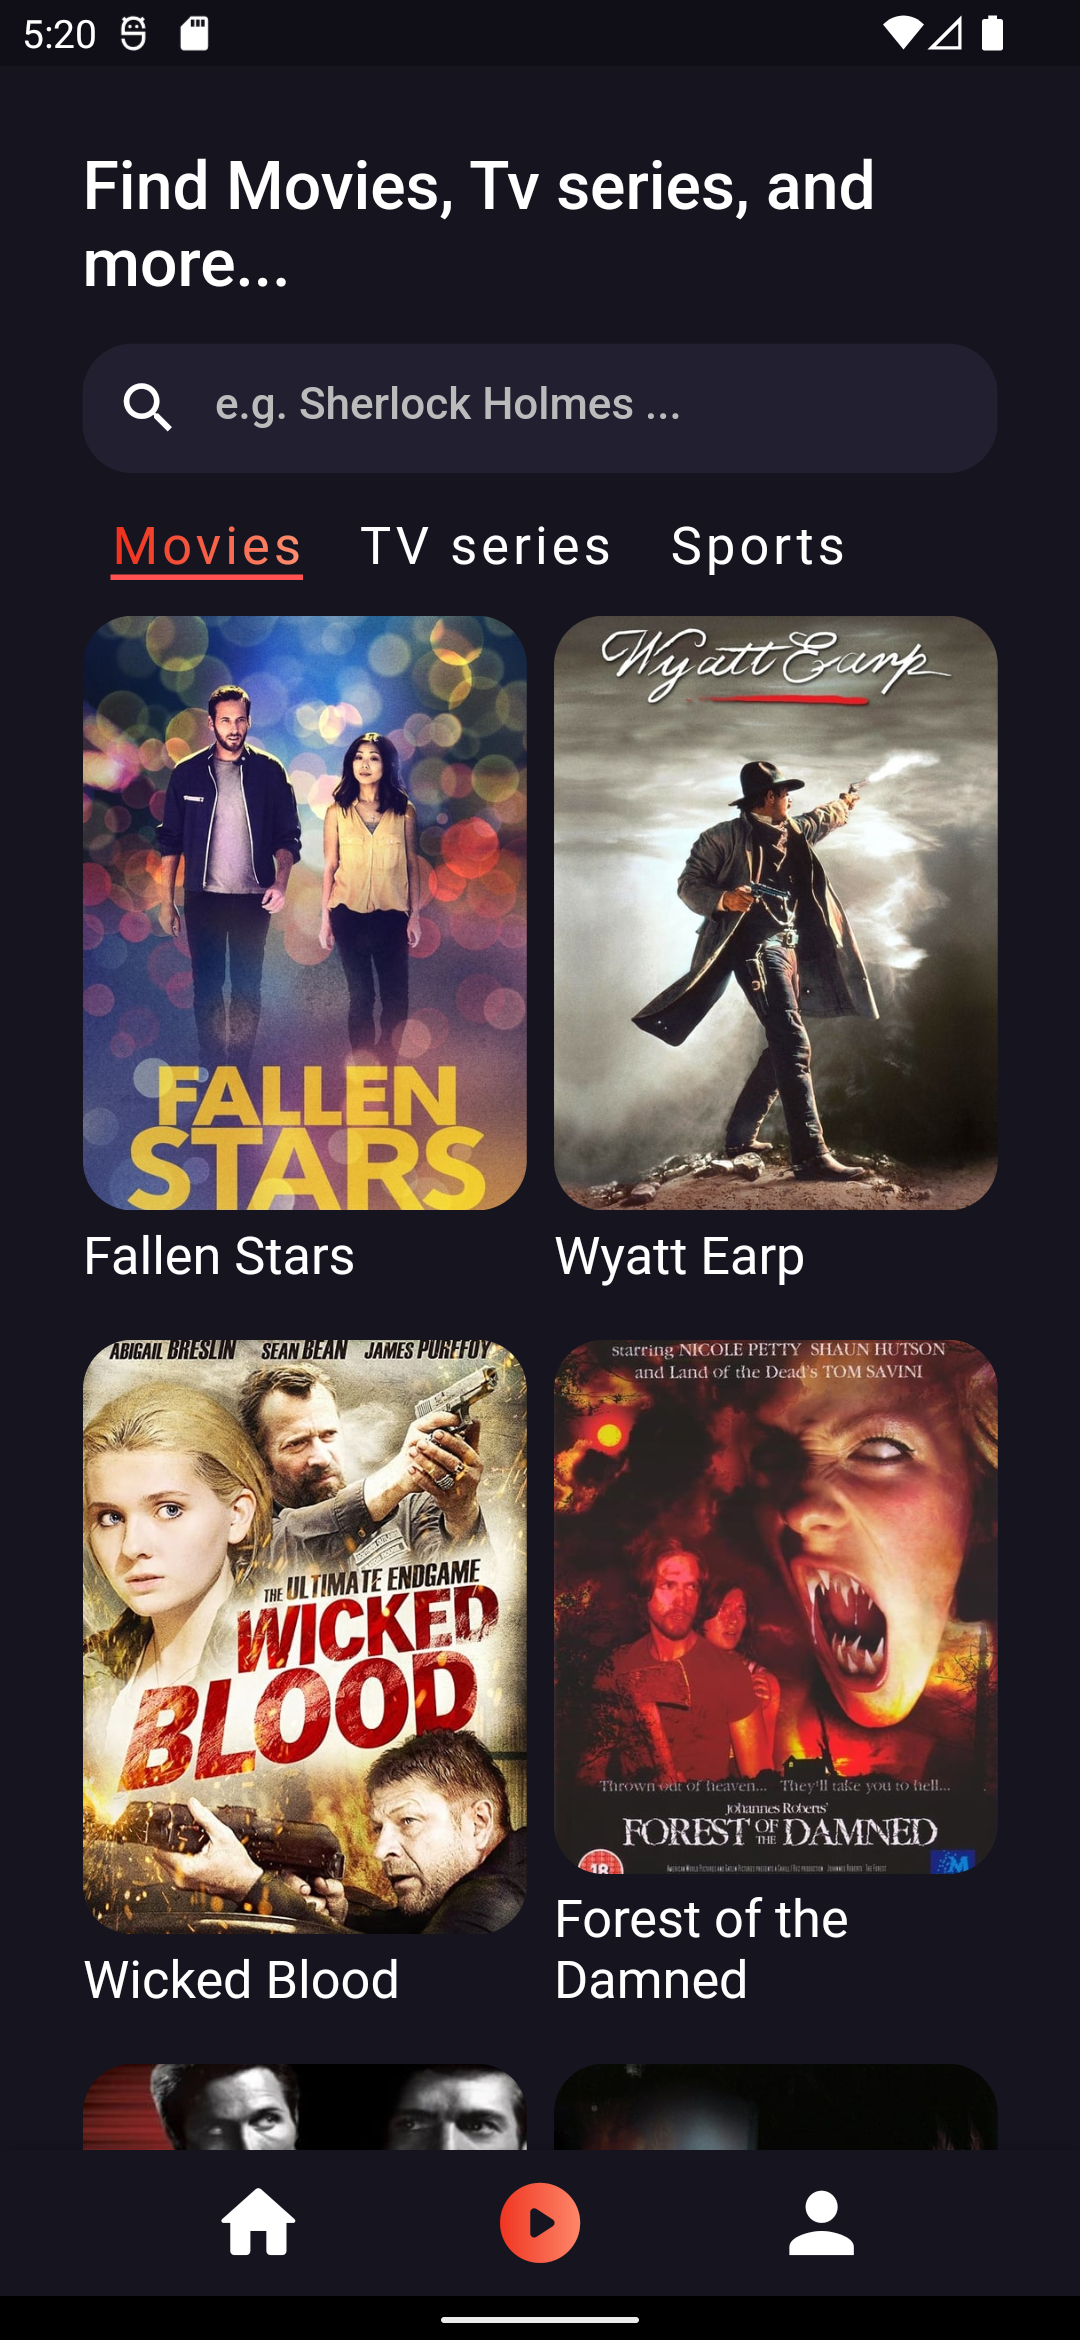 5:20
Find Movies, Tv series, and
more...
e.g. Sherlock Holmes ...
Movies TV series Sports
Wyatt Earp
FALLEN
STARS
Fallen Stars
Wyatt Earp
ABIGAIL BRESLIN SEAN BEAN JAMES PUREFOY
THE ULTIMATE ENDGAME
WICKED
BLOOD
starring NICOLE PETTY SHAUN HUTSON
and Land of the Dead's TOM SAVINI
Thrown out of heaven... They'll take you to hell...
Johannes Roberts'
FOREST OF THE DAMNED
18
Wicked Blood
Forest of the
Damned